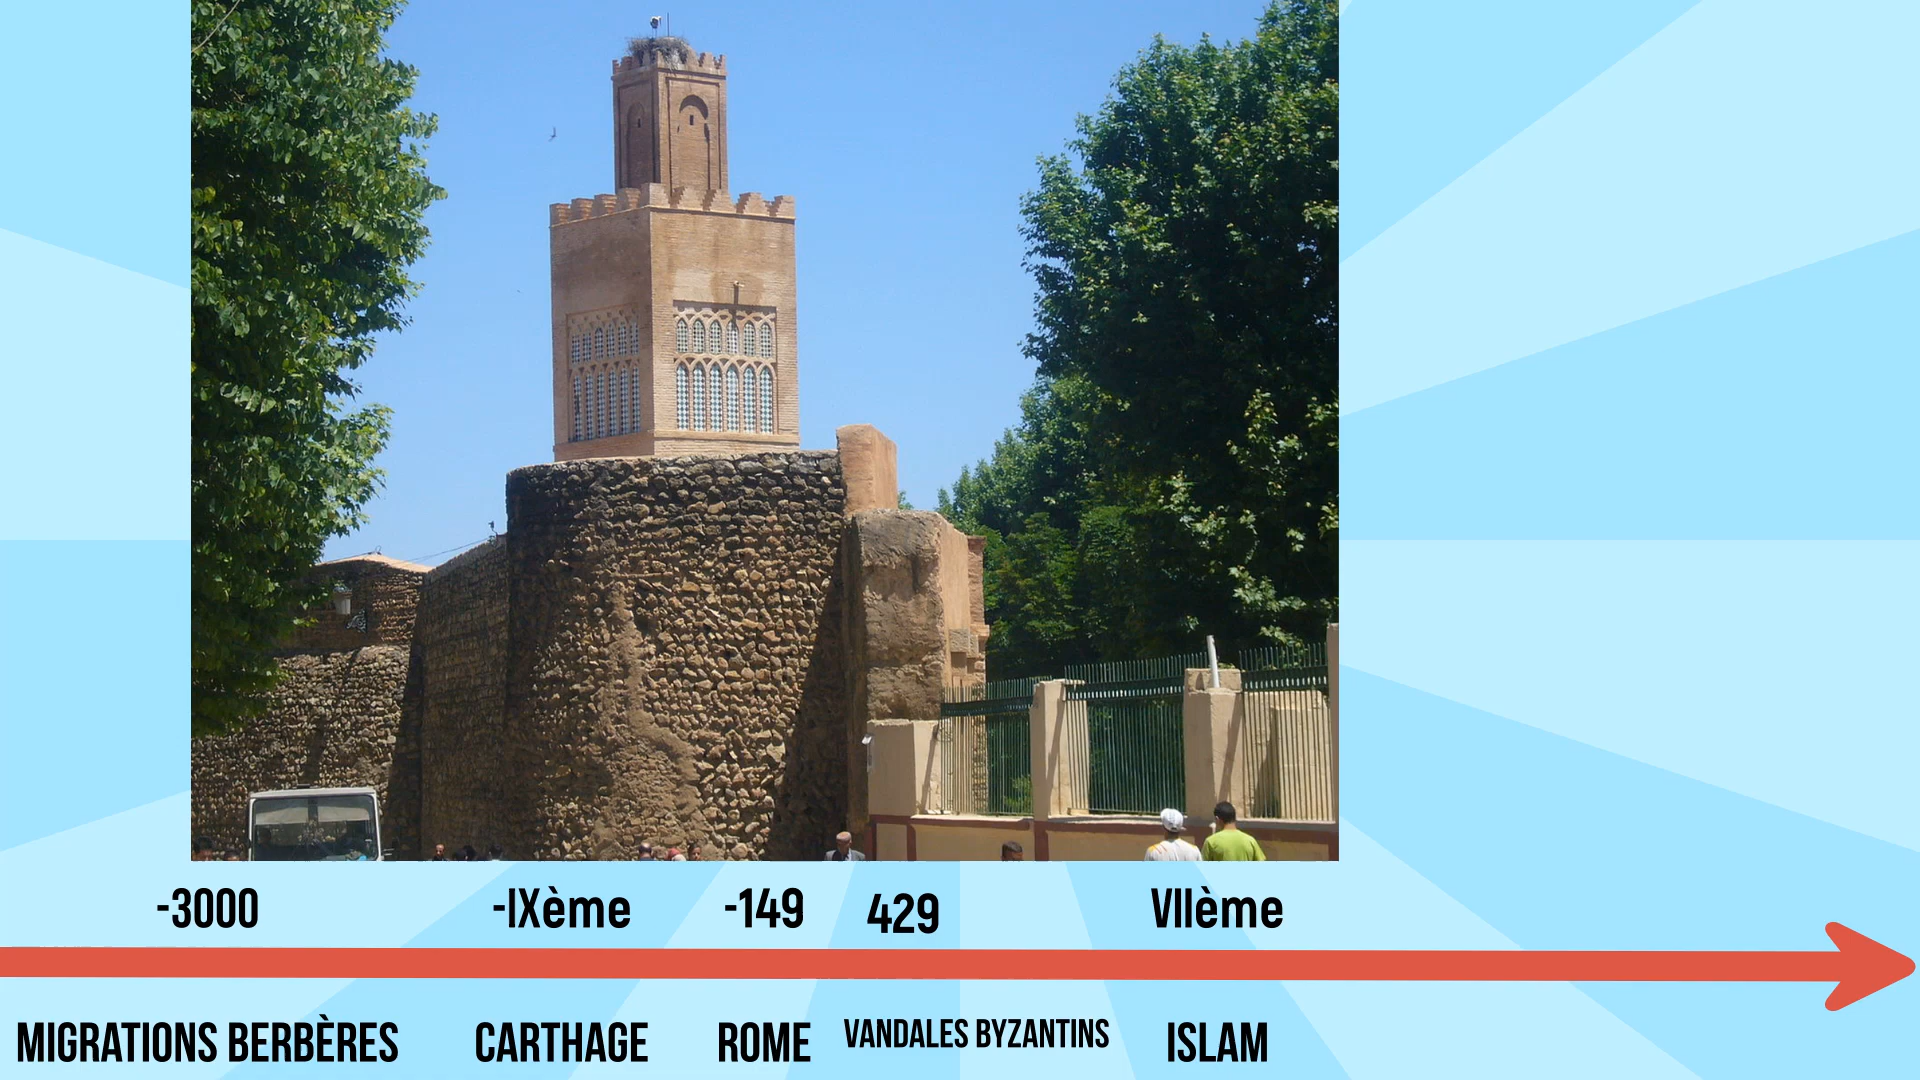 -3000
-IXème
-149
429
VIIème
MIGRATIONS BERBÈRES
CARTHAGE
ROME
VANDALES BYZANTINS
ISLAM